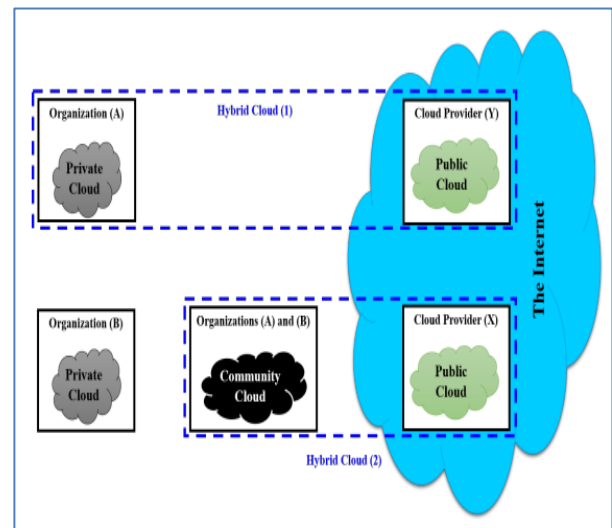 Hybrid Cloud (1)
Organization (A)
Private
Cloud
Cloud Provider (Y)
Public
Cloud
The Internet
Organization (B)
Private
Cloud
Organizations (A) and (B)
Community
Cloud
Cloud Provider (X)
Public
Cloud
Hybrid Cloud (2)